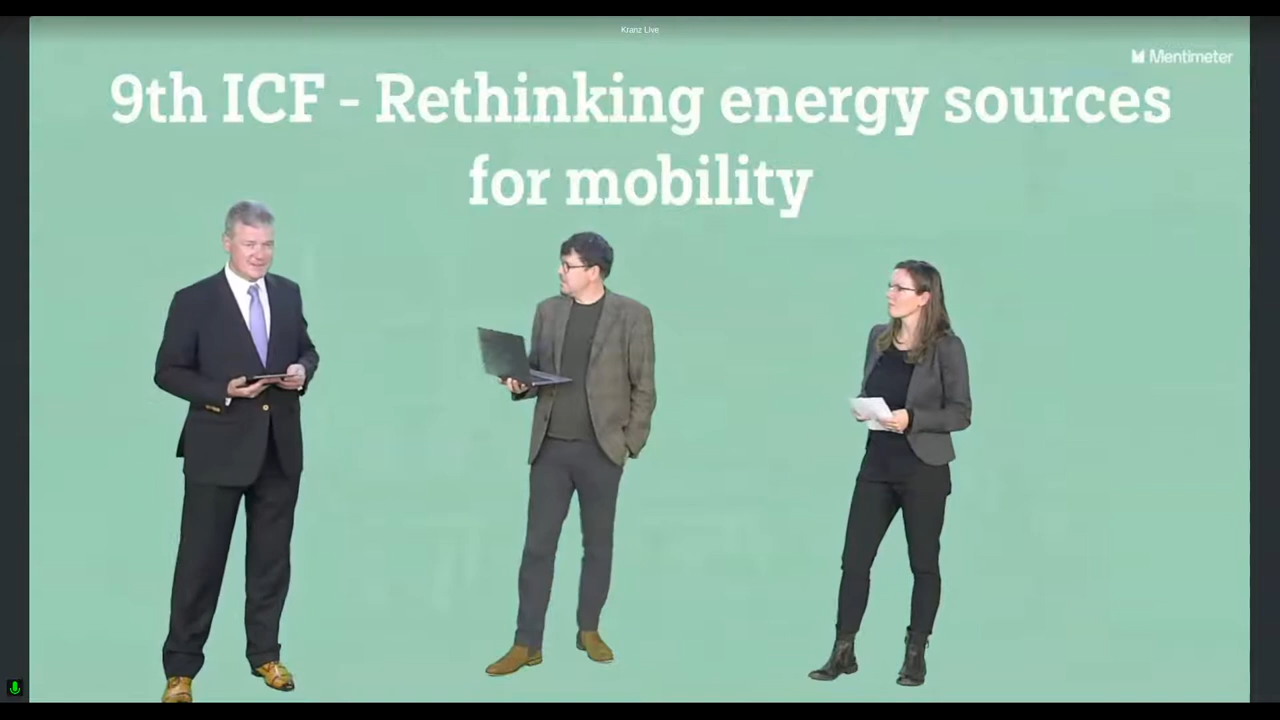 Kranz Live
Mentimeter
9th ICF - Rethinking energy sources
for mobility